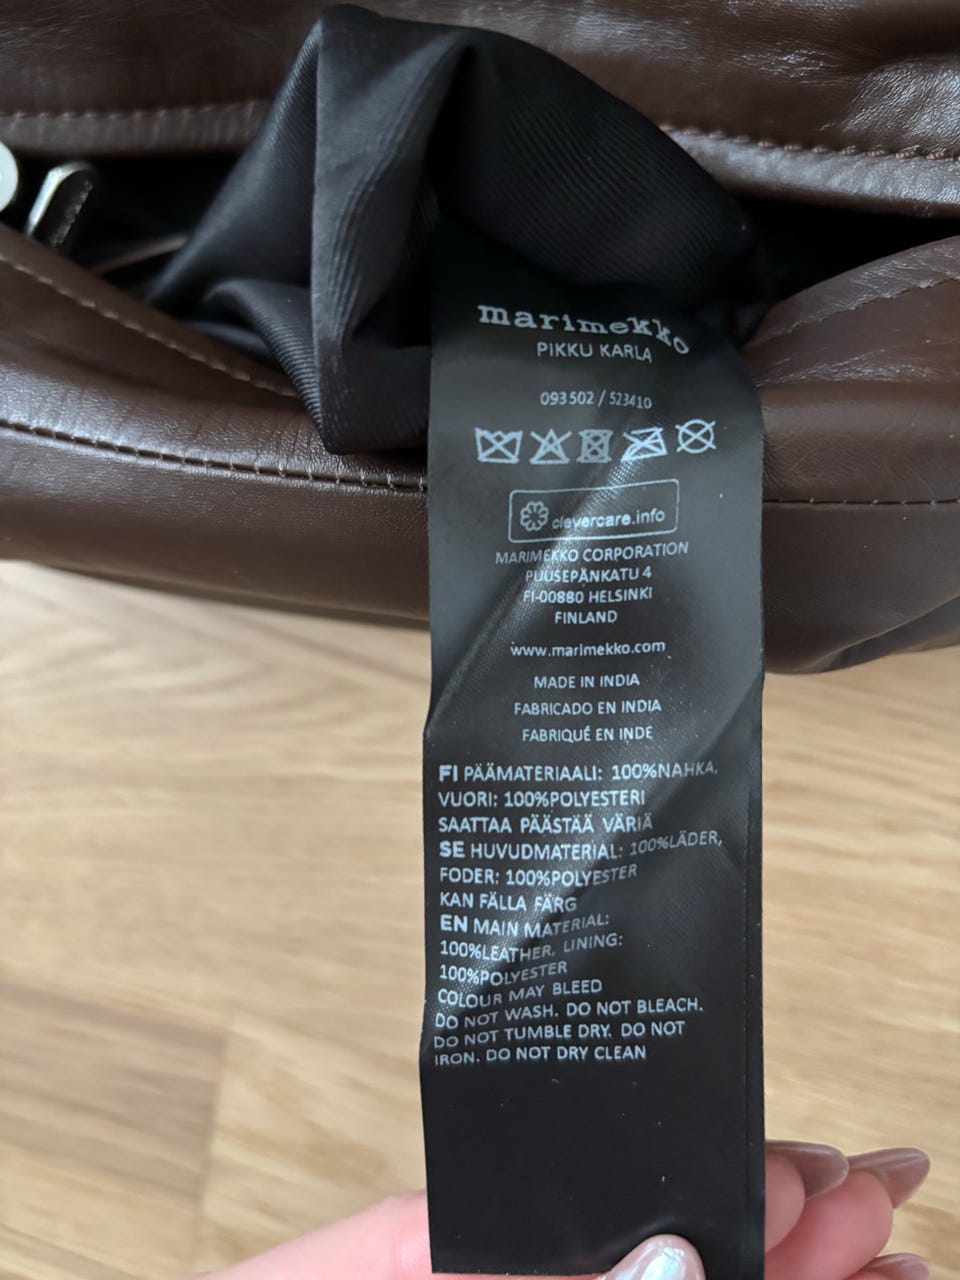 marimekko
PIKKU KARLA
093502 / 523410
clevercare.info
MARIMEKKO CORPORATION
PUUSEPÄNKATU 4
FI-00880 HELSINKI
FINLAND
www.marimekko.com
MADE IN INDIA
FABRICADO EN INDIA
FABRIQUÉ EN INDE
FI PÄÄMATERIAALI: 100%NAHKA,
VUORI: 100%POLYESTERI
SAATTAA PÄÄSTÄÄ VÄRIÄ
SE HUVUDMATERIAL: 100%LÄDER,
FODER: 100%POLYESTER
KAN FÄLLA FÄRG
EN MAIN MATERIAL:
100%LEATHER, LINING:
100%POLYESTER
COLOUR MAY BLEED
DO NOT WASH. DO NOT BLEACH.
DO NOT TUMBLE DRY. DO NOT
IRON. DO NOT DRY CLEAN